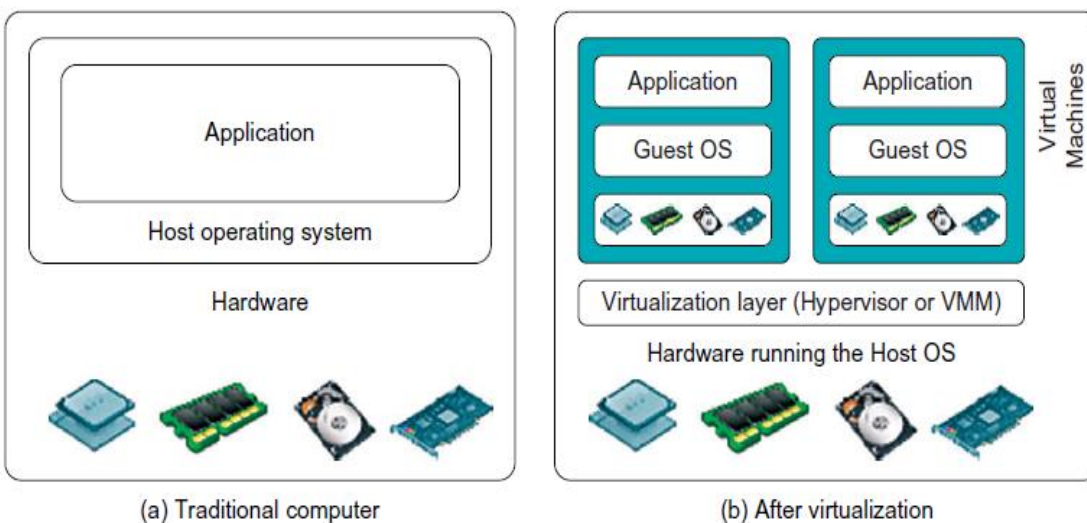 Application
Host operating system
Hardware
(a) Traditional computer
Application
Guest OS
Application
Guest OS
Virtual
Machines
Virtualization layer (Hypervisor or VMM)
Hardware running the Host OS
(b) After virtualization